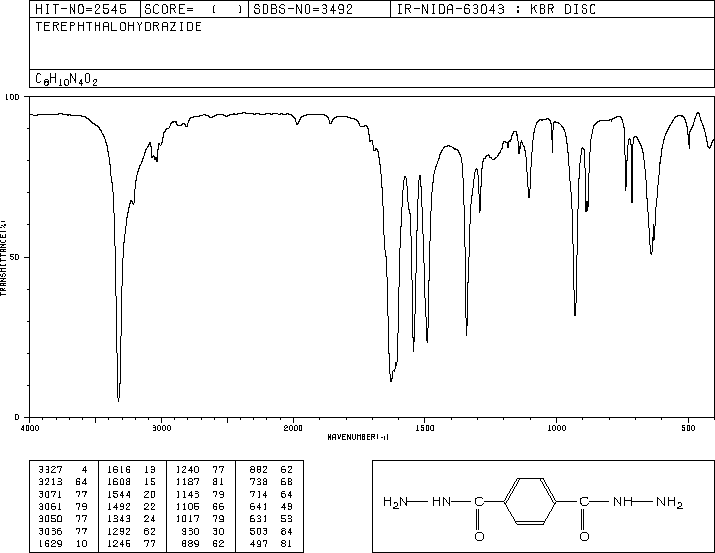 HIT-NO=2545 SCORE= ( ) SDBS-NO=3492 IR-NIDA-63043 : KBR DISC
TEREPHTHALOHYDRAZIDE
C8H10N4O2
100
50
0
TRANSMITTANCE(%)
4000 3000 2000 1500 1000 500
WAVENUMBER(-1)
3327 4 1616 13 1240 77 882 62
3213 64 1608 15 1187 81 738 68
3071 77 1544 20 1143 79 714 64
3061 79 1492 22 1105 66 641 49
3050 77 1343 24 1017 79 631 53
3036 77 1292 62 930 30 503 84
1629 10 1246 77 889 62 497 81
H2N HN C C NH NH2
O O